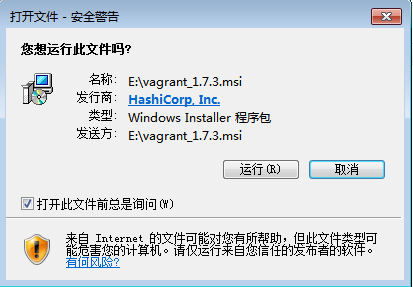 打开文件 - 安全警告
您想运行此文件吗?
名称: E:\vagrant_1.7.3.msi
发行商: HashiCorp, Inc.
类型: Windows Installer 程序包
发送方: E:\vagrant_1.7.3.msi
运行(R) 取消
打开此文件前总是询问(W)
来自 Internet 的文件可能对您有所帮助，但此文件类型可
能危害您的计算机。请仅运行来自您信任的发布者的软件。
有何风险?